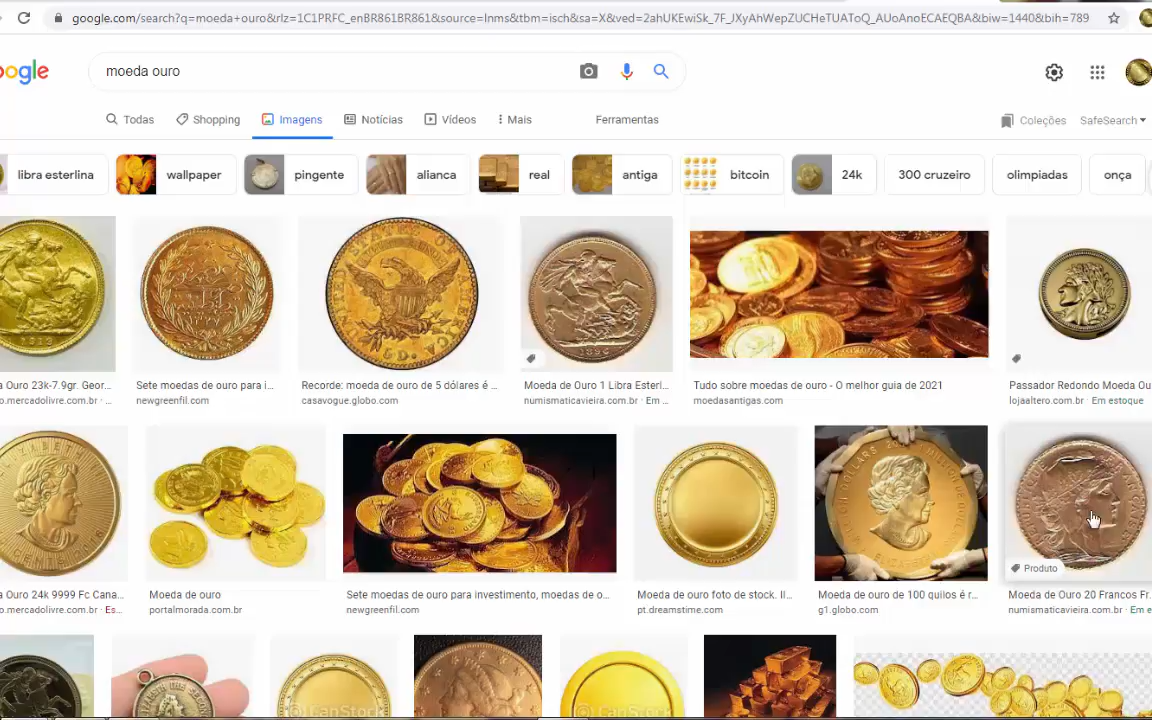 google.com/search?q=moeda+ouro&rlz=1C1PRFC_enBR861BR861&source=lnms&tbm=isch&sa=X&ved=2ahUKEwiSk_7F_JXyAhWepZUCHeTUAToQ_AUoAnoECAEQBA&biw=1440&bih=789
ogle
moeda ouro
Todas Shopping Imagens Notícias Vídeos Mais Ferramentas Coleções SafeSearch
libra esterlina wallpaper pingente alianca real antiga bitcoin 24k 300 cruzeiro olimpiadas onça
a Ouro 23k-7.9gr. Geor... Sete moedas de ouro para i... Recorde: moeda de ouro de 5 dólares é ... Moeda de Ouro 1 Libra Esterl... Tudo sobre moedas de ouro - O melhor guia de 2021 Passador Redondo Moeda Ou
o.mercadolivre.com.br · ... newgreenfil.com casavogue.globo.com numismaticavieira.com.br · Em ... moedasantigas.com lojaaltero.com.br · Em estoque
Produto
a Ouro 24k 9999 Fc Cana... Moeda de ouro Sete moedas de ouro para investimento, moedas de o... Moeda de ouro foto de stock. Il... Moeda de ouro de 100 quilos é r... Moeda de Ouro 20 Francos Fr.
o.mercadolivre.com.br · Es... portalmorada.com.br newgreenfil.com pt.dreamstime.com g1.globo.com numismaticavieira.com.br · Em e
CanStock CanStock